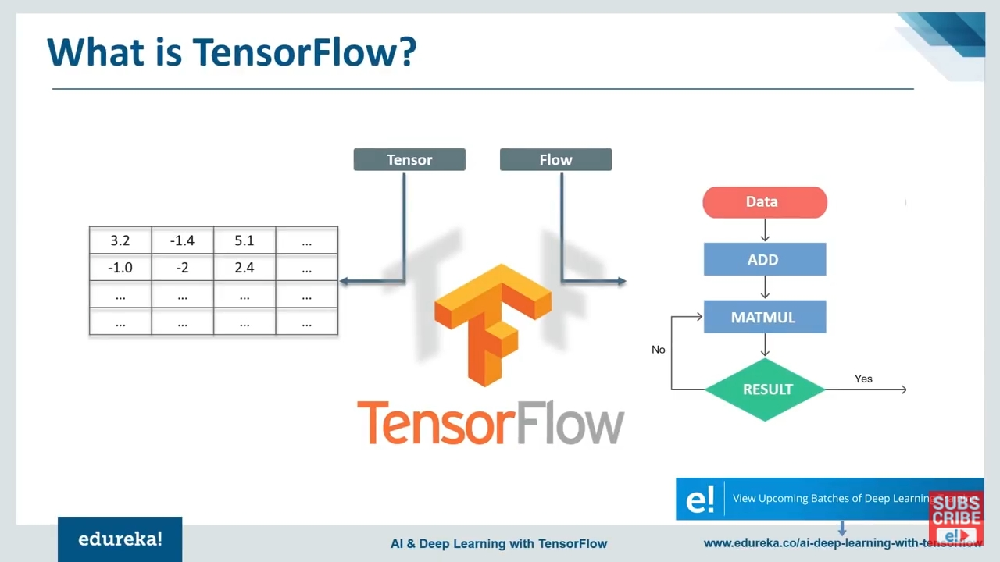 What is TensorFlow?
Tensor
Flow
3.2 -1.4 5.1 ...
-1.0 -2 2.4 ...
... ... ... ...
... ... ... ...
TensorFlow
Data
ADD
MATMUL
No
RESULT
Yes
e! View Upcoming Batches of Deep Learning
SUBS
CRIBE
e!
edureka!
AI & Deep Learning with TensorFlow
www.edureka.co/ai-deep-learning-with-tensorflow